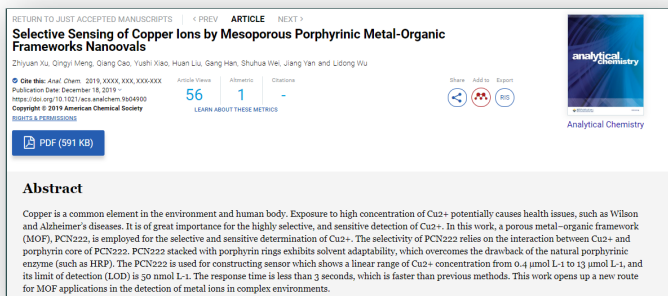 RETURN TO JUST ACCEPTED MANUSCRIPTS < PREV ARTICLE NEXT >
Selective Sensing of Copper Ions by Mesoporous Porphyrinic Metal-Organic
Frameworks Nanoovals
Zhiyuan Xu, Qingyi Meng, Qiang Cao, Yushi Xiao, Huan Liu, Gang Han, Shuhua Wei, Jiang Yan and Lidong Wu
Cite this: Anal. Chem. 2019, XXXX, XXX, XXX-XXX
Publication Date: December 18, 2019
https://doi.org/10.1021/acs.analchem.9b04900
Copyright © 2019 American Chemical Society
RIGHTS & PERMISSIONS
Article Views Altmetric Citations
56 1 -
LEARN ABOUT THESE METRICS
Share Add to Export
RIS
analytical
chemistry
Analytical Chemistry
PDF (591 KB)
Abstract
Copper is a common element in the environment and human body. Exposure to high concentration of Cu2+ potentially causes health issues, such as Wilson
and Alzheimer's diseases. It is of great importance for the highly selective, and sensitive detection of Cu2+. In this work, a porous metal–organic framework
(MOF), PCN222, is employed for the selective and sensitive determination of Cu2+. The selectivity of PCN222 relies on the interaction between Cu2+ and
porphyrin core of PCN222. PCN222 stacked with porphyrin rings exhibits solvent adaptability, which overcomes the drawback of the natural porphyrinic
enzyme (such as HRP). The PCN222 is used for constructing sensor which shows a linear range of Cu2+ concentration from 0.4 μmol L-1 to 13 μmol L-1, and
its limit of detection (LOD) is 50 nmol L-1. The response time is less than 3 seconds, which is faster than previous methods. This work opens up a new route
for MOF applications in the detection of metal ions in complex environments.